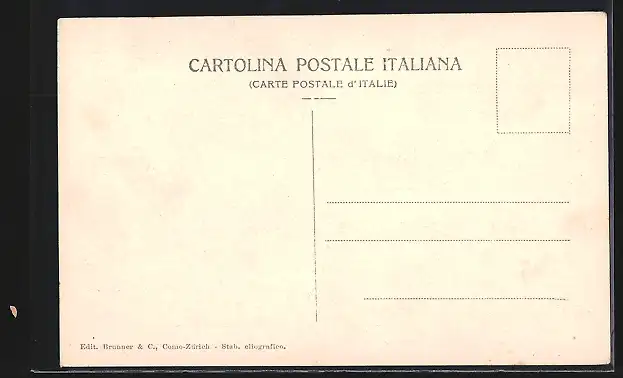 CARTOLINA POSTALE ITALIANA
(CARTE POSTALE d'ITALIE)
Edit. Brunner & C., Como-Zürich - Stab. eliografico.